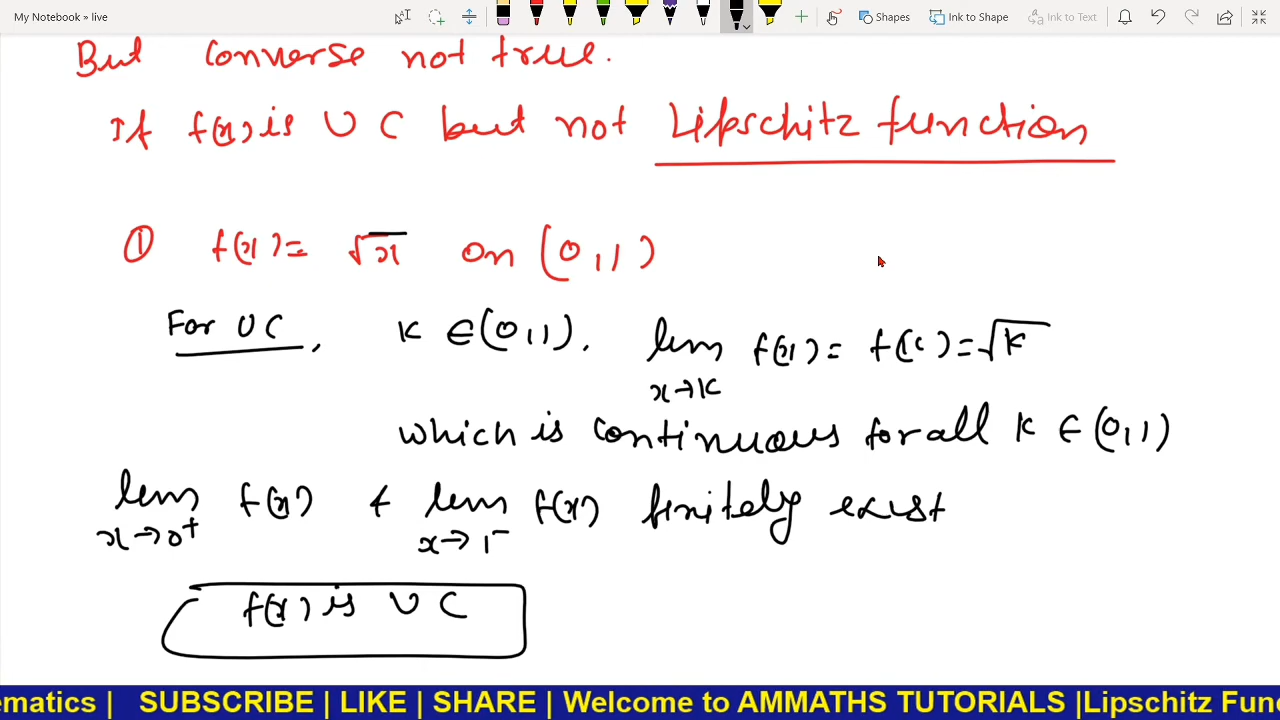 My Notebook » live
Shapes
Ink to Shape
Ink to Text
But converse not true.
If f(x) is U C but not Lipschitz function
① f(x) = √x on (0,1)
For UC, K ∈ (0,1). lim f(x) = f(k) = √K
x→K
which is continuous for all K ∈ (0,1)
lim f(x) & lim f(x) finitely exist
x→0⁺ x→1⁻
f(x) is U C
ematics | SUBSCRIBE | LIKE | SHARE | Welcome to AMMATHS TUTORIALS |Lipschitz Func